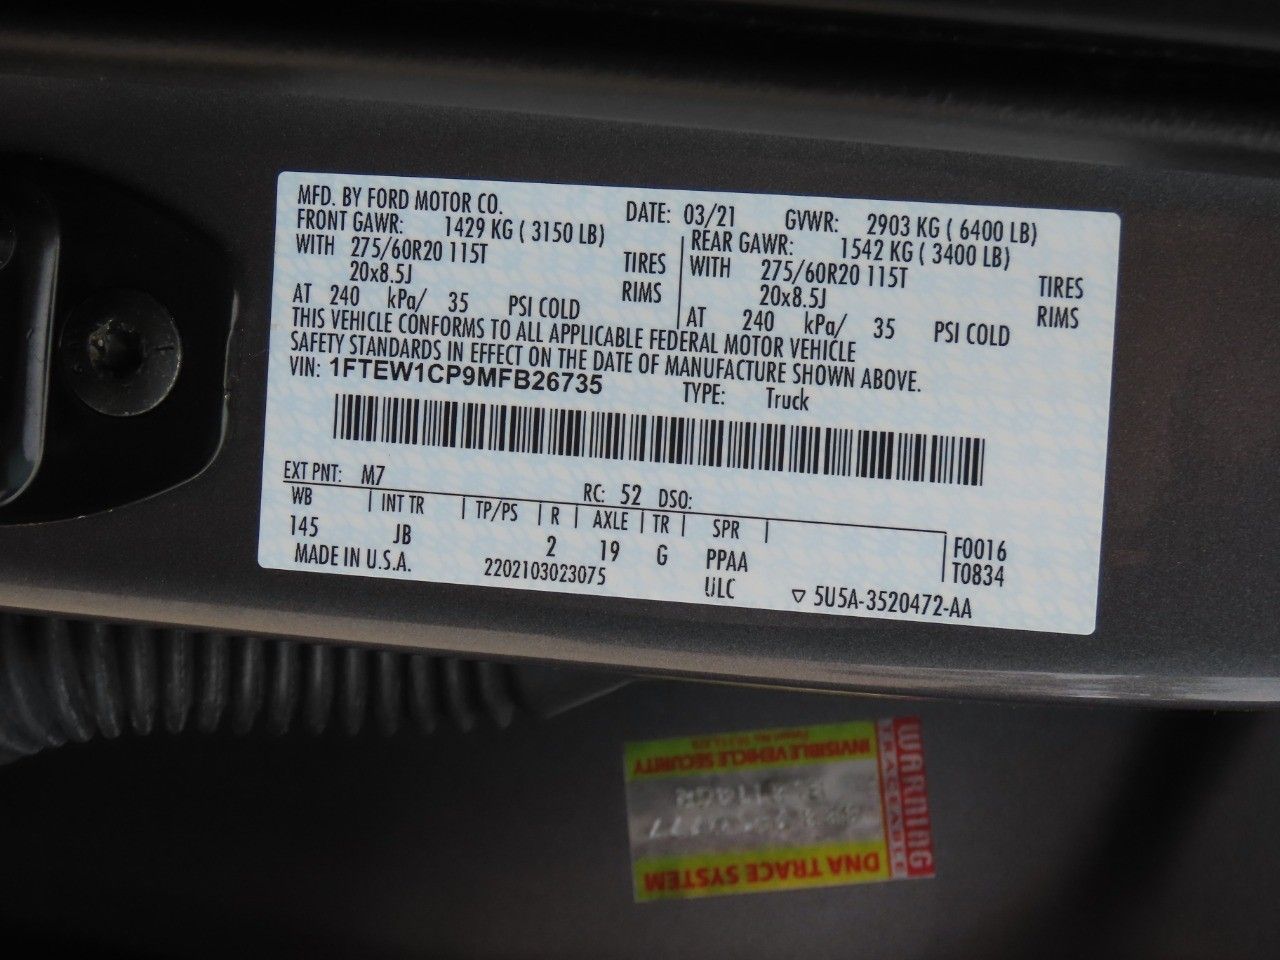 MFD. BY FORD MOTOR CO. DATE: 03/21 GVWR: 2903 KG ( 6400 LB)
FRONT GAWR: 1429 KG ( 3150 LB) REAR GAWR: 1542 KG ( 3400 LB)
WITH 275/60R20 115T TIRES WITH 275/60R20 115T TIRES
20x8.5J RIMS 20x8.5J RIMS
AT 240 kPa/ 35 PSI COLD AT 240 kPa/ 35 PSI COLD
THIS VEHICLE CONFORMS TO ALL APPLICABLE FEDERAL MOTOR VEHICLE
SAFETY STANDARDS IN EFFECT ON THE DATE OF MANUFACTURE SHOWN ABOVE.
VIN: 1FTEW1CP9MFB26735 TYPE: Truck
EXT PNT: M7 RC: 52 DSO:
WB INT TR TP/PS R AXLE TR SPR
145 JB 2 19 G PPAA F0016
ULC T0834
MADE IN U.S.A. 2202103023075 5U5A-3520472-AA
WARNING
TRACEABLE
DNA TRACE SYSTEM
INVISIBLE VEHICLE SECURITY